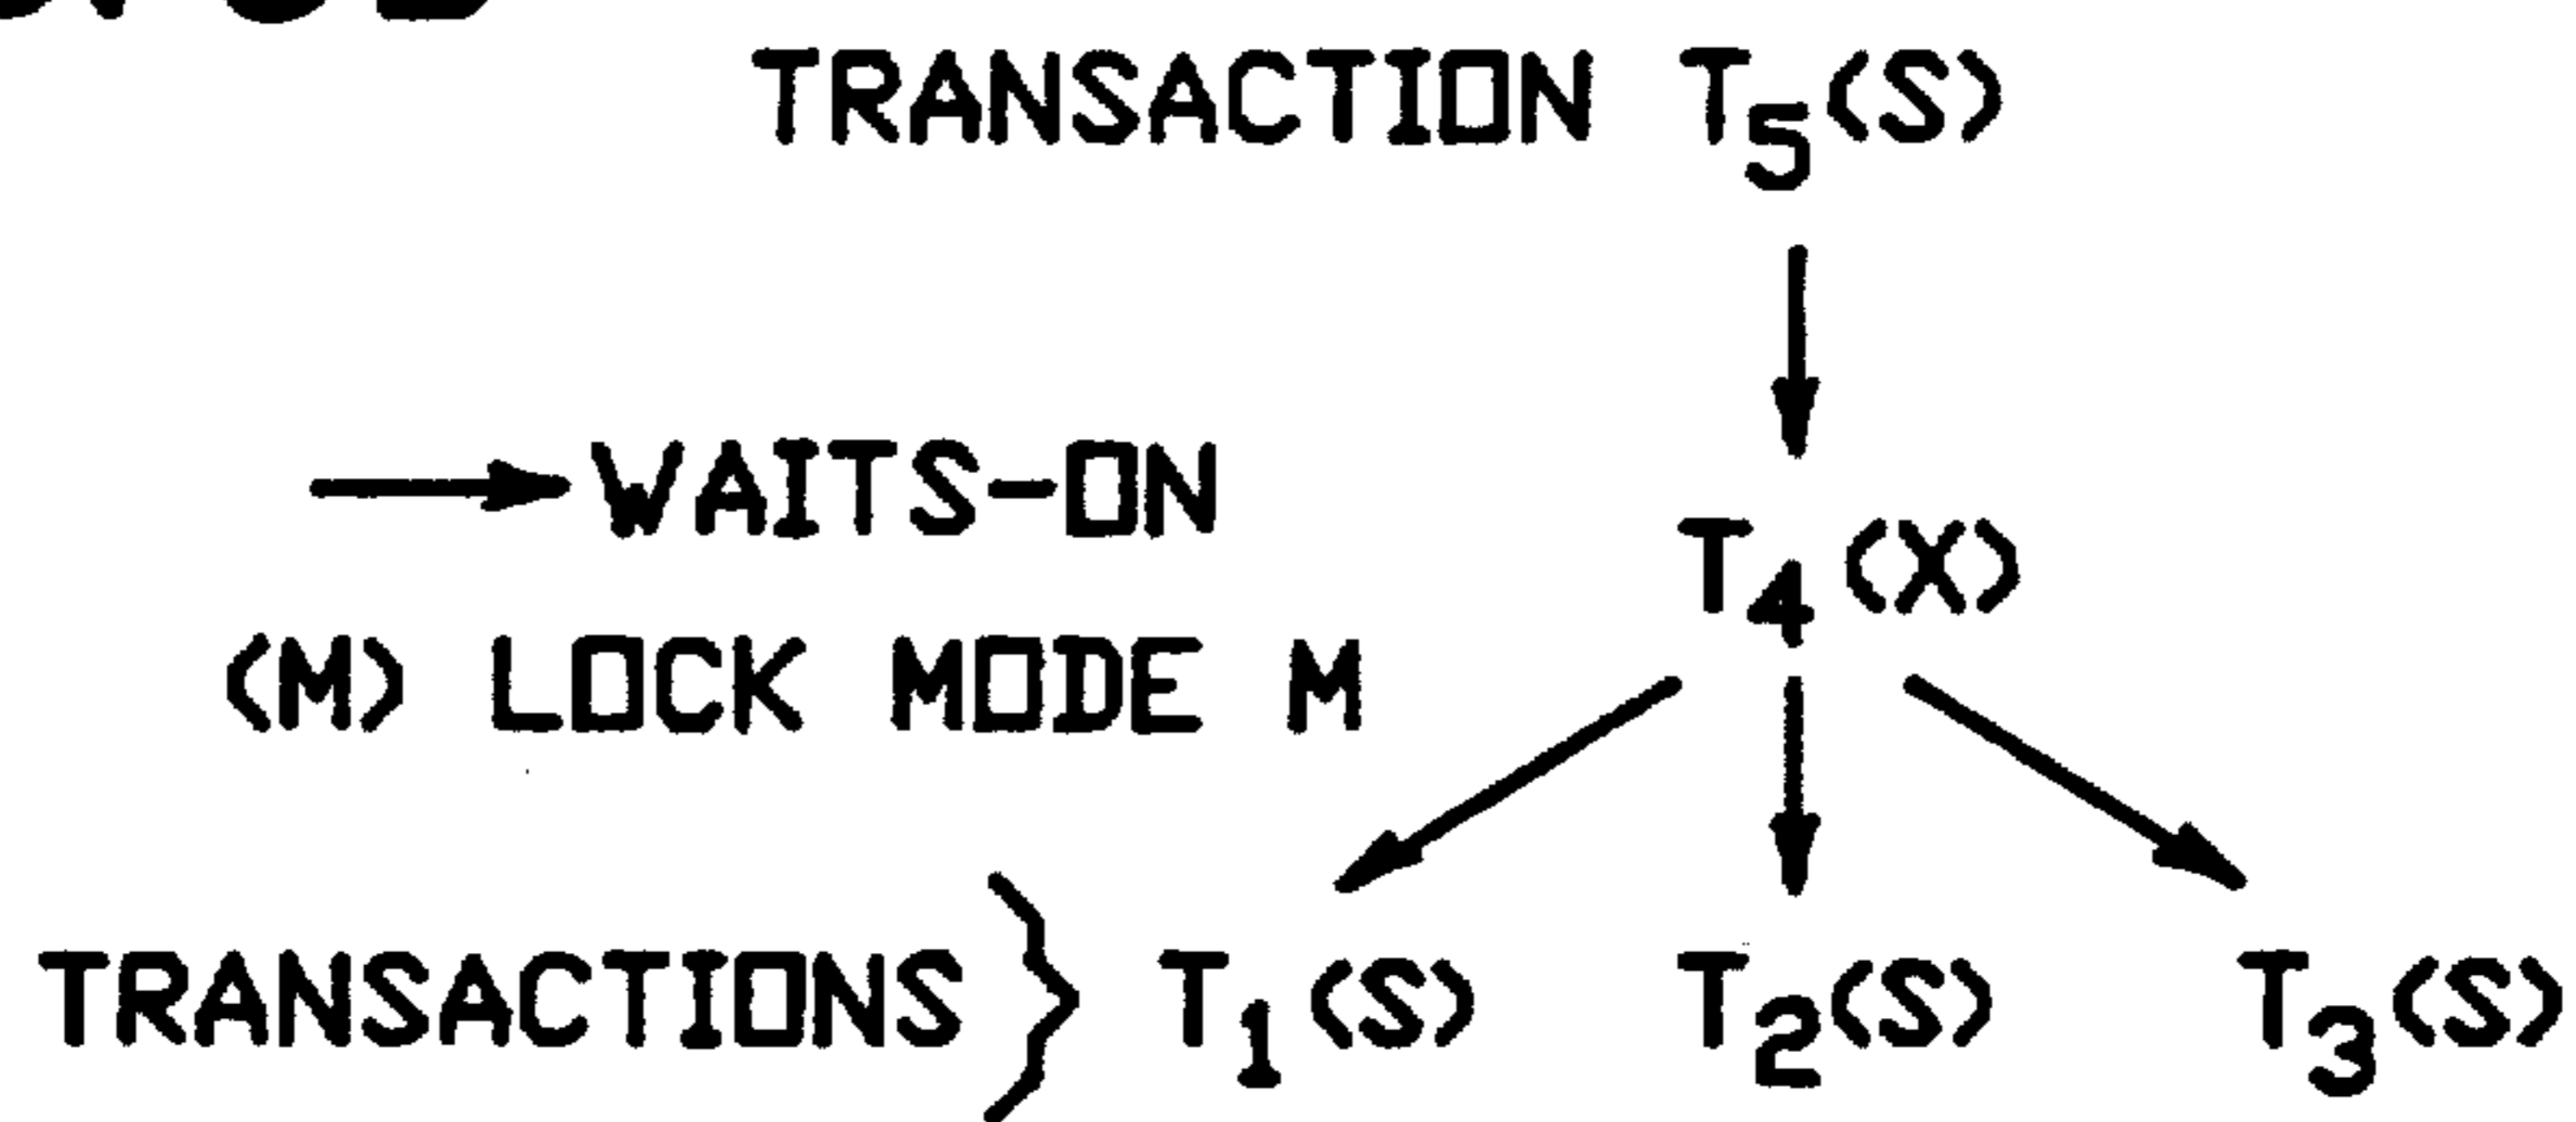 TRANSACTION T5(S)
WAITS-ON
T4(X)
(M) LOCK MODE M
TRANSACTIONS } T1(S) T2(S) T3(S)